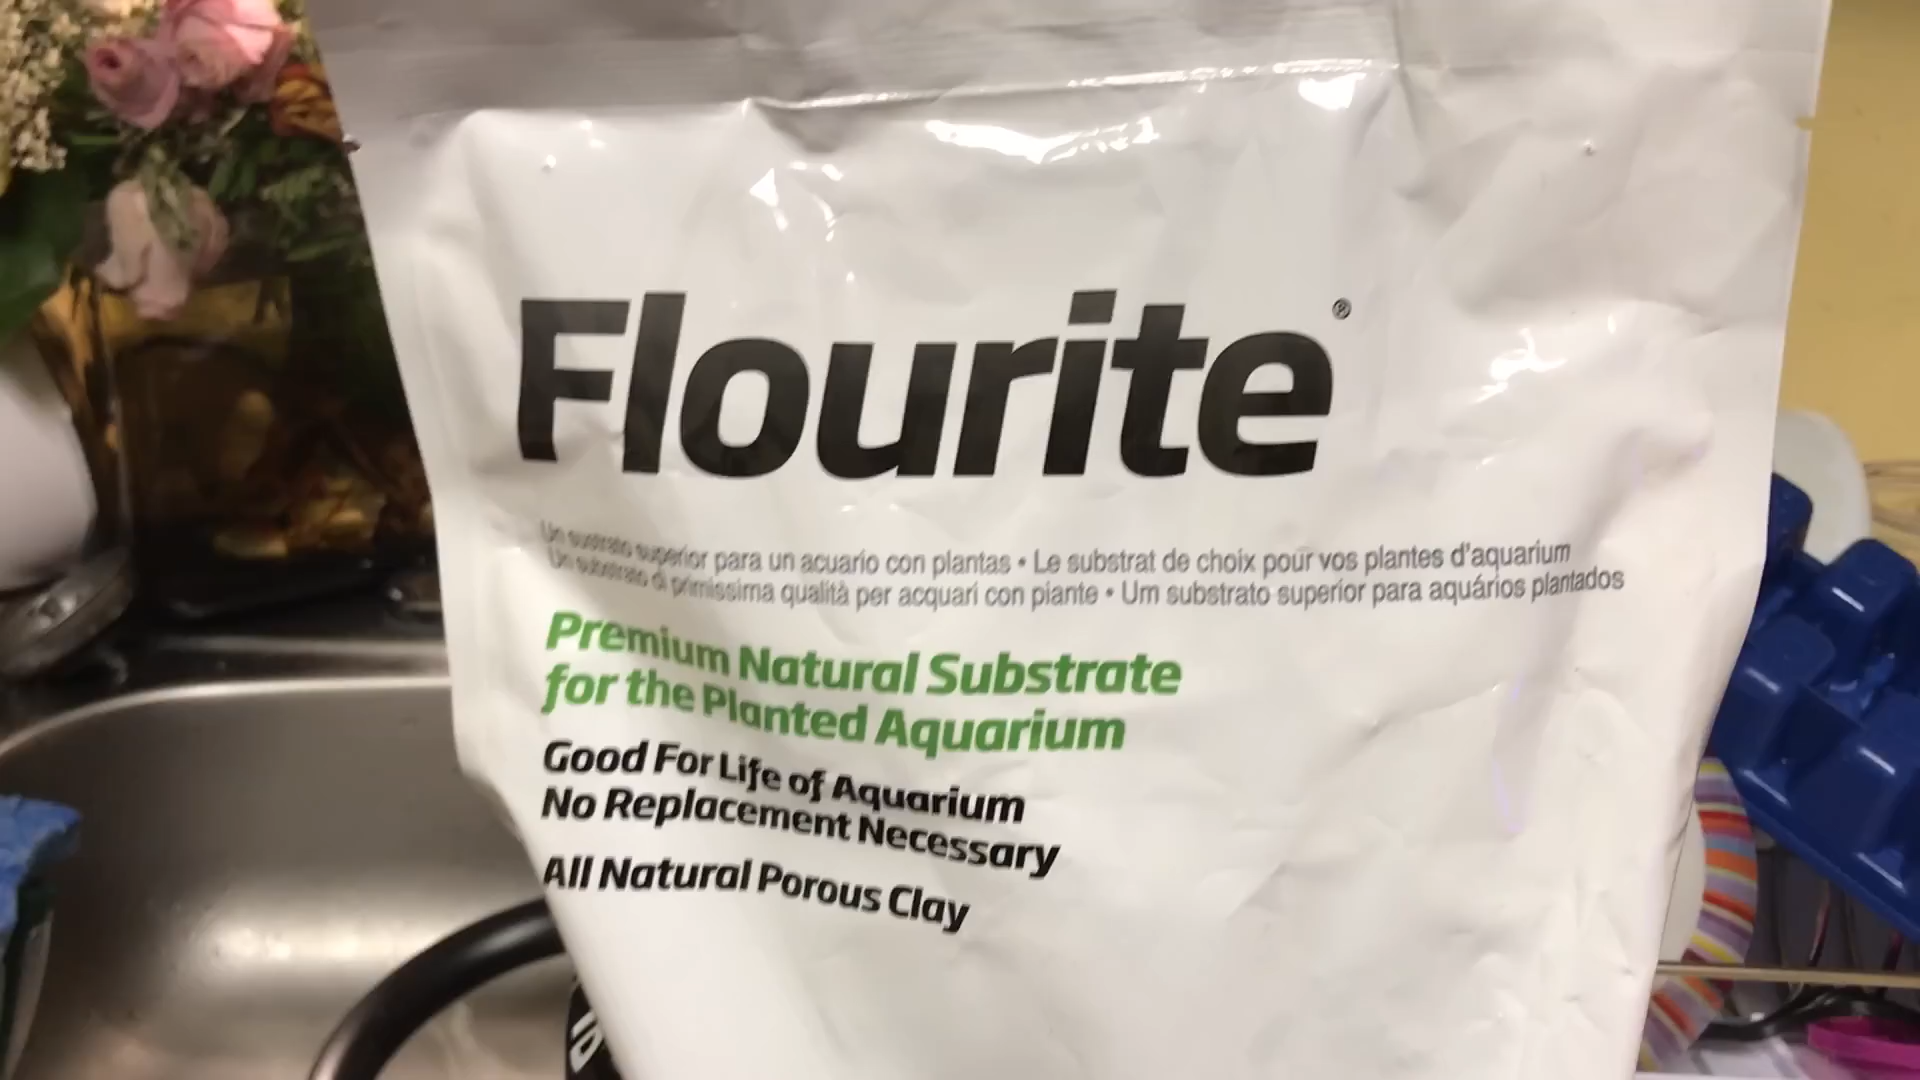 Flourite®
Un sustrato superior para un acuario con plantas • Le substrat de choix pour vos plantes d'aquarium
Un substrato di primissima qualità per acquari con piante • Um substrato superior para aquários plantados
Premium Natural Substrate
for the Planted Aquarium
Good For Life of Aquarium
No Replacement Necessary
All Natural Porous Clay